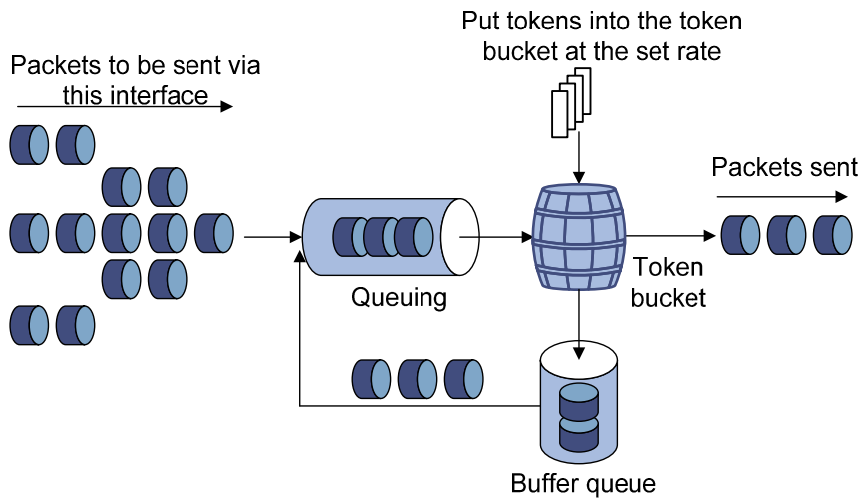 Put tokens into the token
bucket at the set rate
Packets to be sent via
this interface
Packets sent
Queuing
Token
bucket
Buffer queue